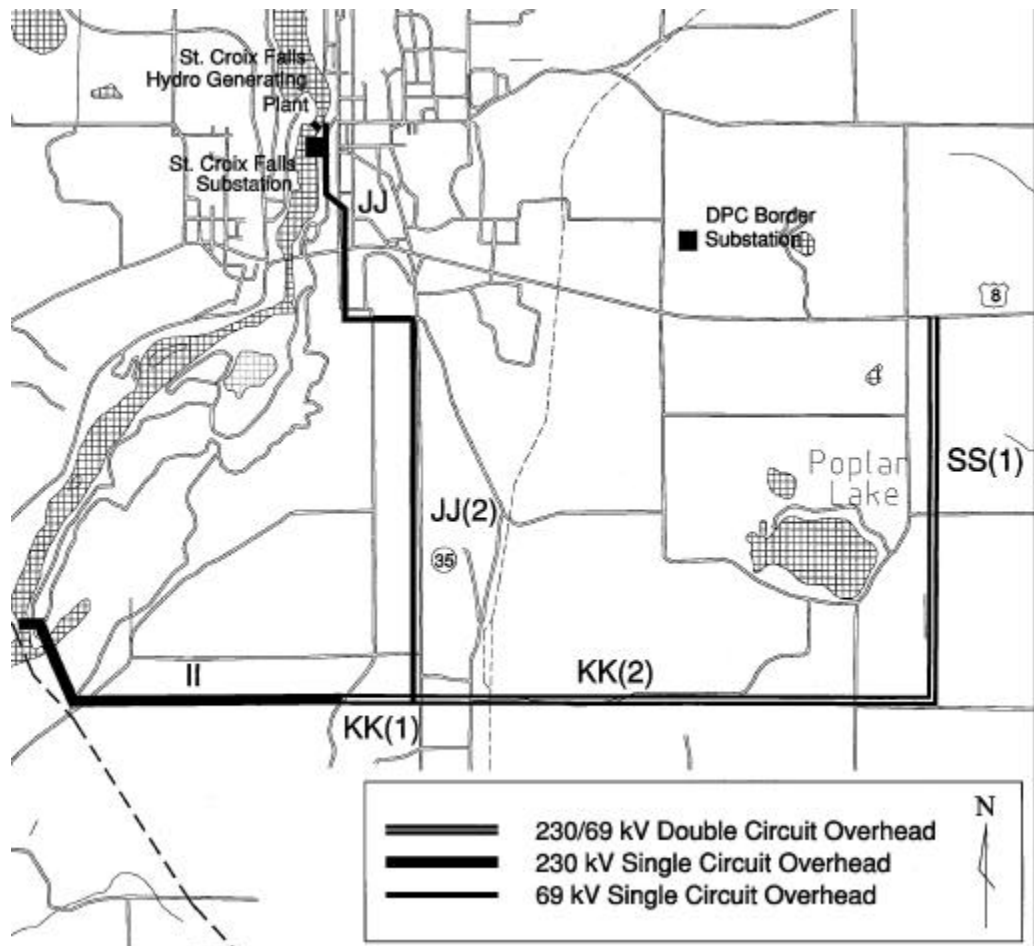 St. Croix Falls
Hydro Generating
Plant
St. Croix Falls
Substation
JJ
DPC Border
Substation
8
Poplar
Lake
SS(1)
JJ(2)
35
II
KK(2)
KK(1)
N
230/69 kV Double Circuit Overhead
230 kV Single Circuit Overhead
69 kV Single Circuit Overhead